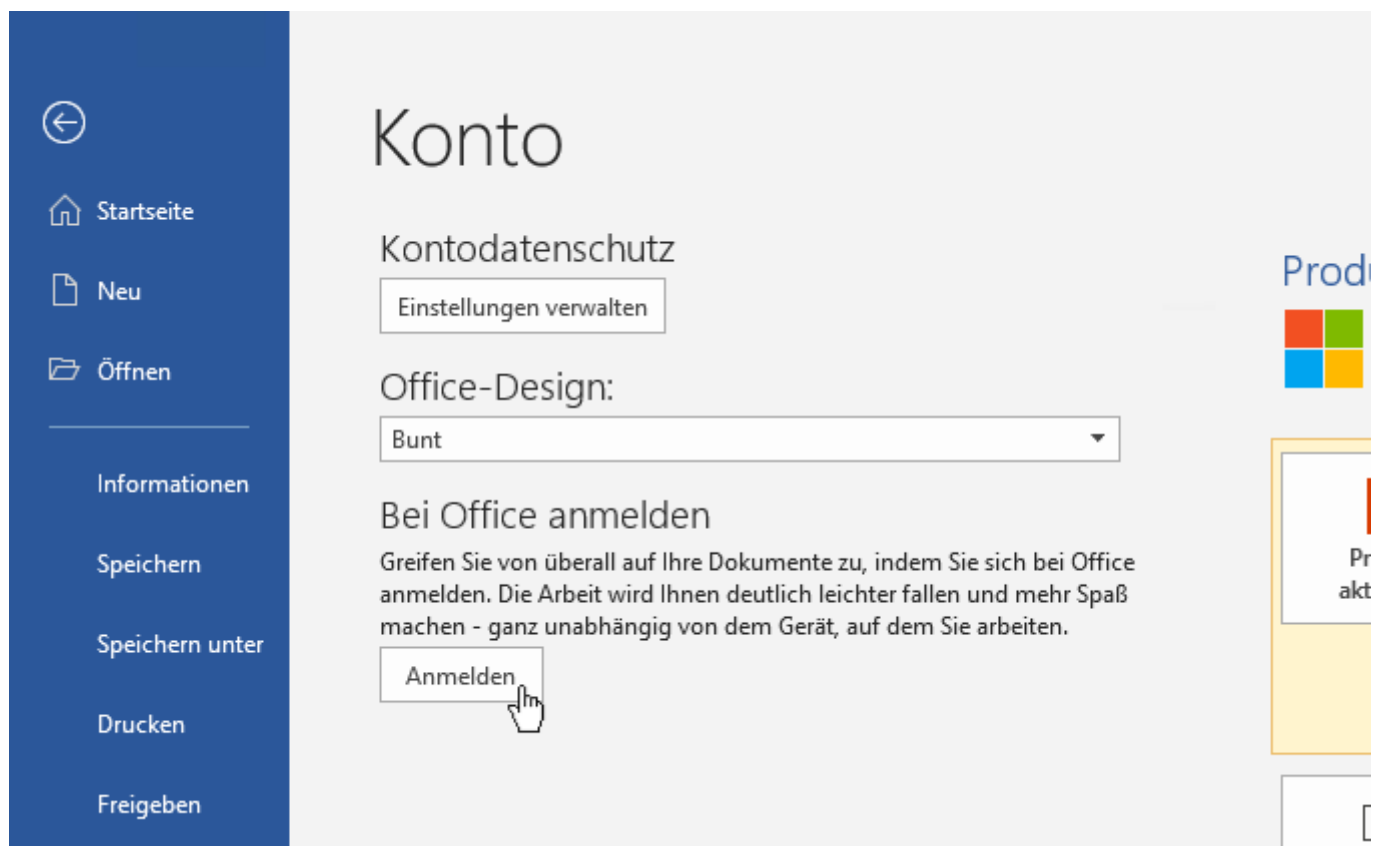 Konto
Startseite
Neu
Öffnen
Informationen
Speichern
Speichern unter
Drucken
Freigeben
Kontodatenschutz
Einstellungen verwalten
Office-Design:
Bunt
Bei Office anmelden
Greifen Sie von überall auf Ihre Dokumente zu, indem Sie sich bei Office
anmelden. Die Arbeit wird Ihnen deutlich leichter fallen und mehr Spaß
machen - ganz unabhängig von dem Gerät, auf dem Sie arbeiten.
Anmelden